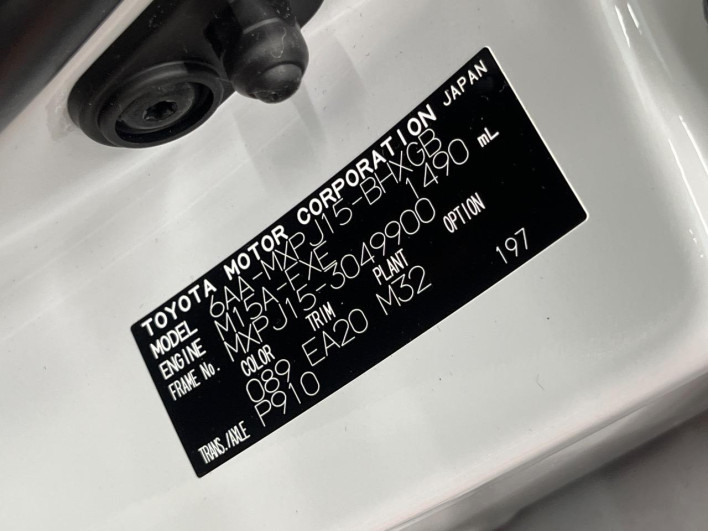 TOYOTA MOTOR CORPORATION JAPAN
MODEL 6AA-MXPJ15-BHXGB
ENGINE M15A-FXE 1490 mL
FRAME No. MXPJ15-3049900
COLOR TRIM PLANT OPTION
089 EA20 M32 197
TRANS./AXLE P910